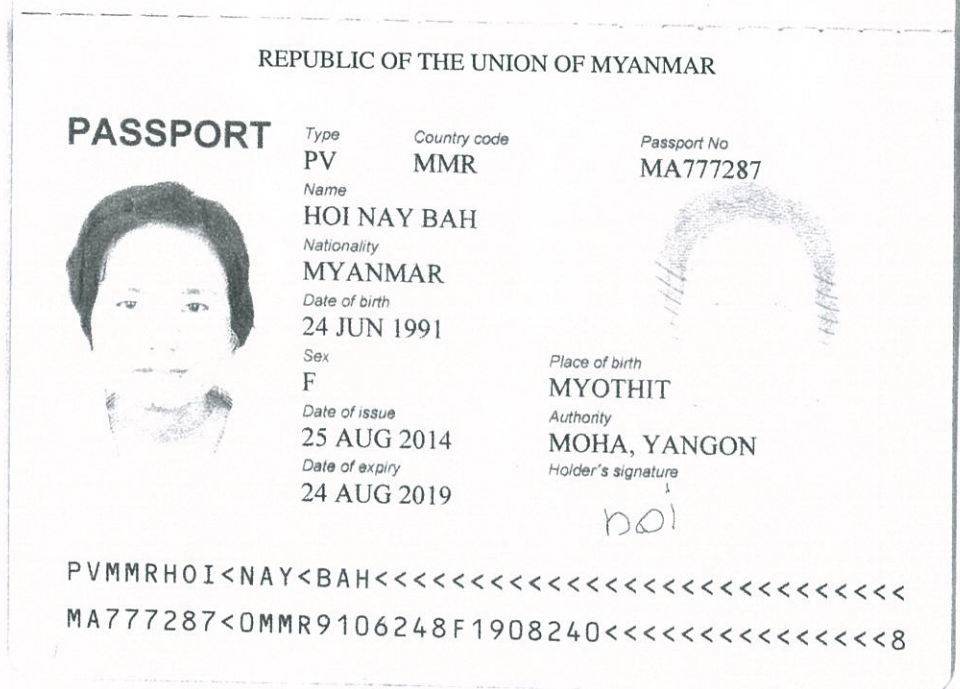 REPUBLIC OF THE UNION OF MYANMAR
PASSPORT
Type Country code Passport No
PV MMR MA777287
Name
HOI NAY BAH
Nationality
MYANMAR
Date of birth
24 JUN 1991
Sex Place of birth
F MYOTHIT
Date of issue Authority
25 AUG 2014 MOHA, YANGON
Date of expiry Holder's signature
24 AUG 2019
hoi
PVMMRHOI<NAY<BAH<<<<<<<<<<<<<<<<<<<<<<<<<<<<
MA777287<0MMR9106248F1908240<<<<<<<<<<<<<<<8